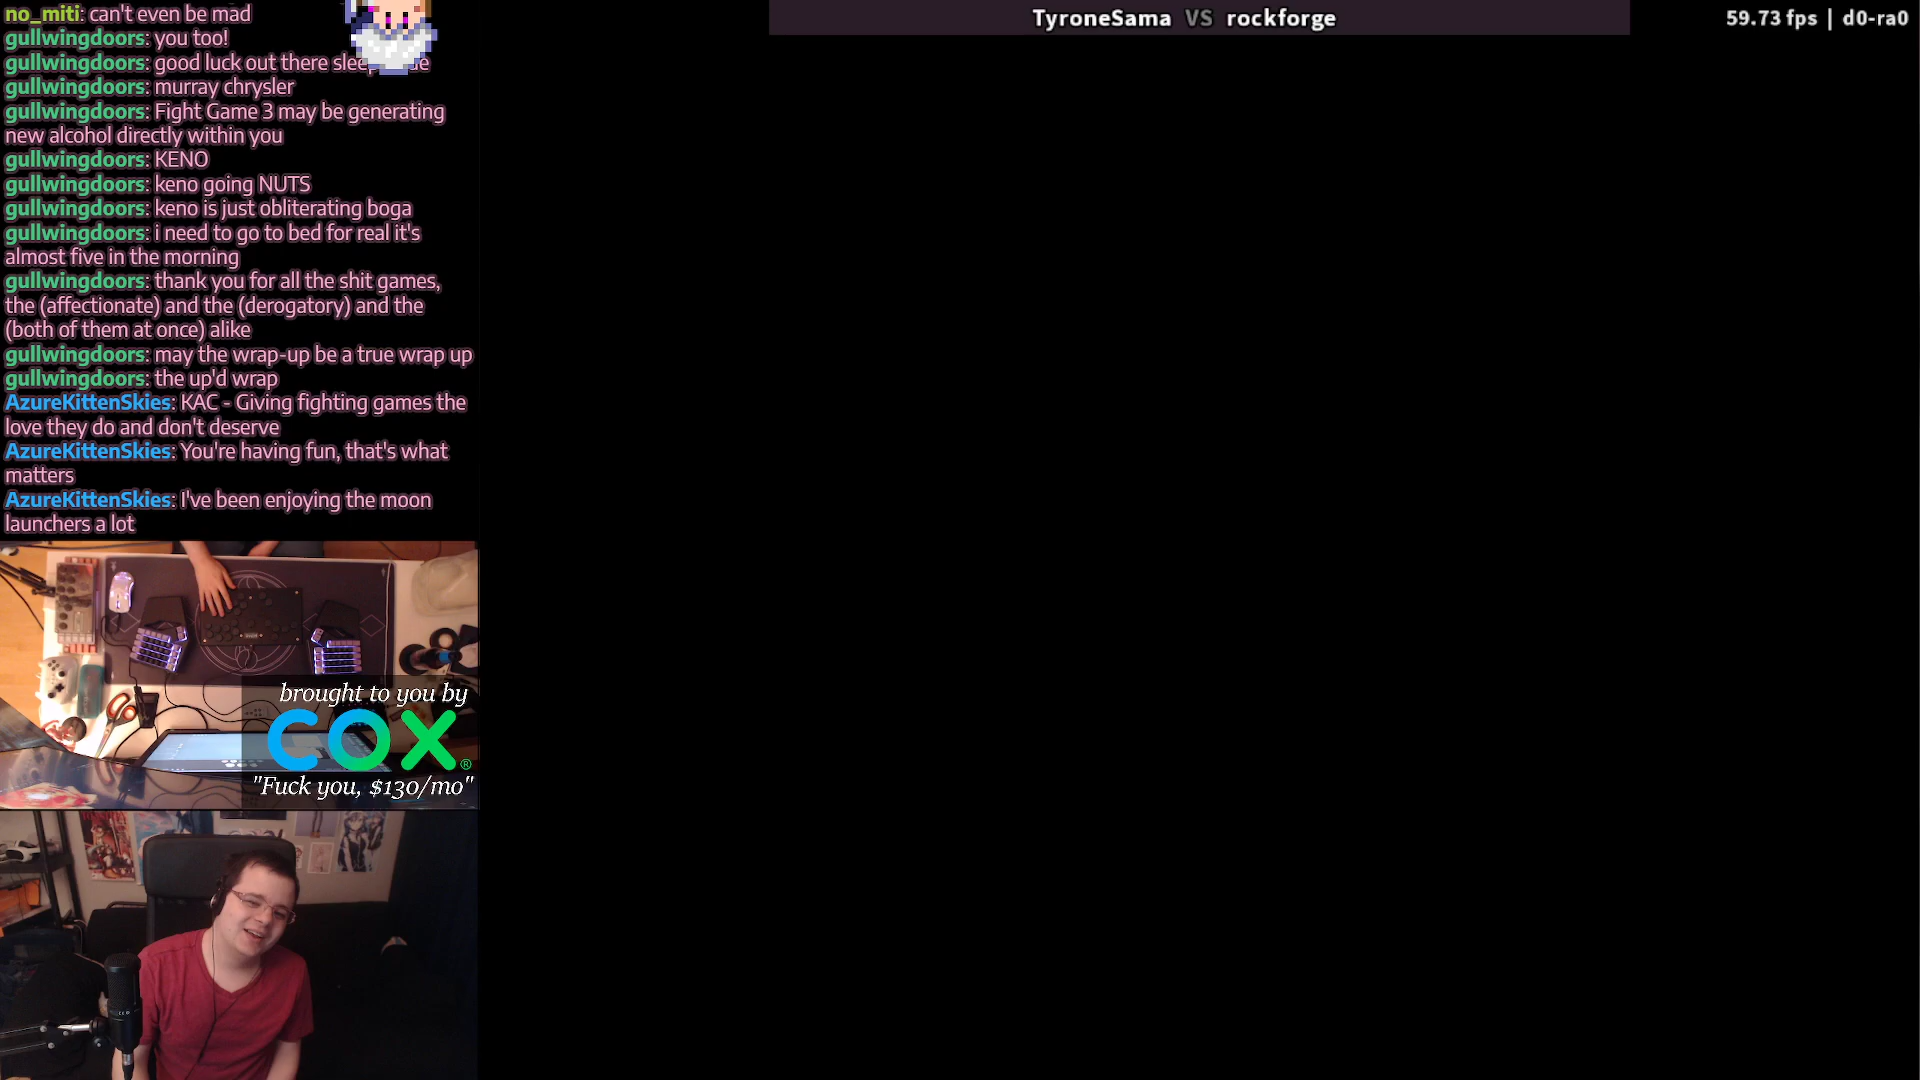 no_miti: can't even be mad
gullwingdoors: you too!
gullwingdoors: good luck out there
gullwingdoors: murray chrysler
gullwingdoors: Fight Game 3 may be generating
new alcohol directly within you
gullwingdoors: KENO
gullwingdoors: keno going NUTS
gullwingdoors: keno is just obliterating boga
gullwingdoors: i need to go to bed for real it's
almost five in the morning
gullwingdoors: thank you for all the shit games,
the (affectionate) and the (derogatory) and the
(both of them at once) alike
gullwingdoors: may the wrap-up be a true wrap up
gullwingdoors: the up'd wrap
AzureKittenSkies: KAC - Giving fighting games the
love they do and don't deserve
AzureKittenSkies: You're having fun, that's what
matters
AzureKittenSkies: I've been enjoying the moon
launchers a lot
brought to you by
COX®
"Fuck you, $130/mo"
TyroneSama VS rockforge
59.73 fps | d0-ra0